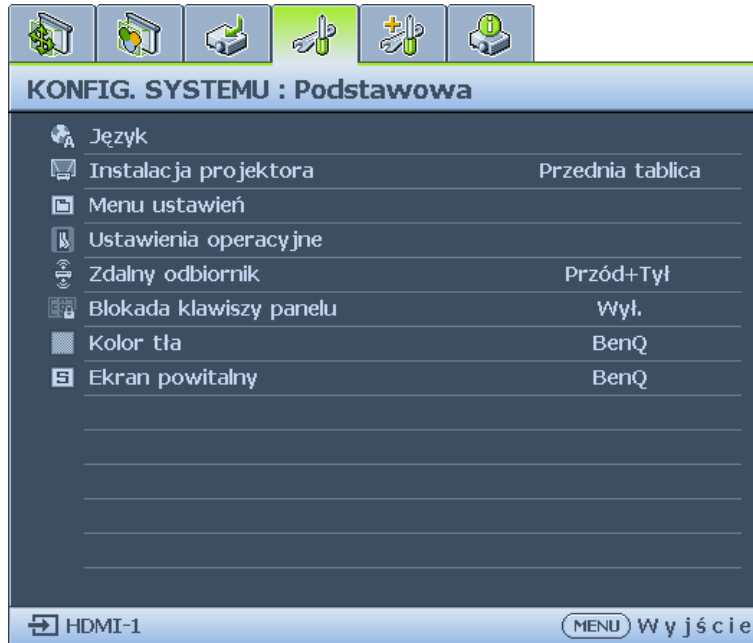 KONFIG. SYSTEMU : Podstawowa
A Język
Instalacja projektora Przednia tablica
Menu ustawień
Ustawienia operacyjne
Zdalny odbiornik Przód+Tył
Blokada klawiszy panelu Wył.
Kolor tła BenQ
S Ekran powitalny BenQ
HDMI-1 MENU Wyjście